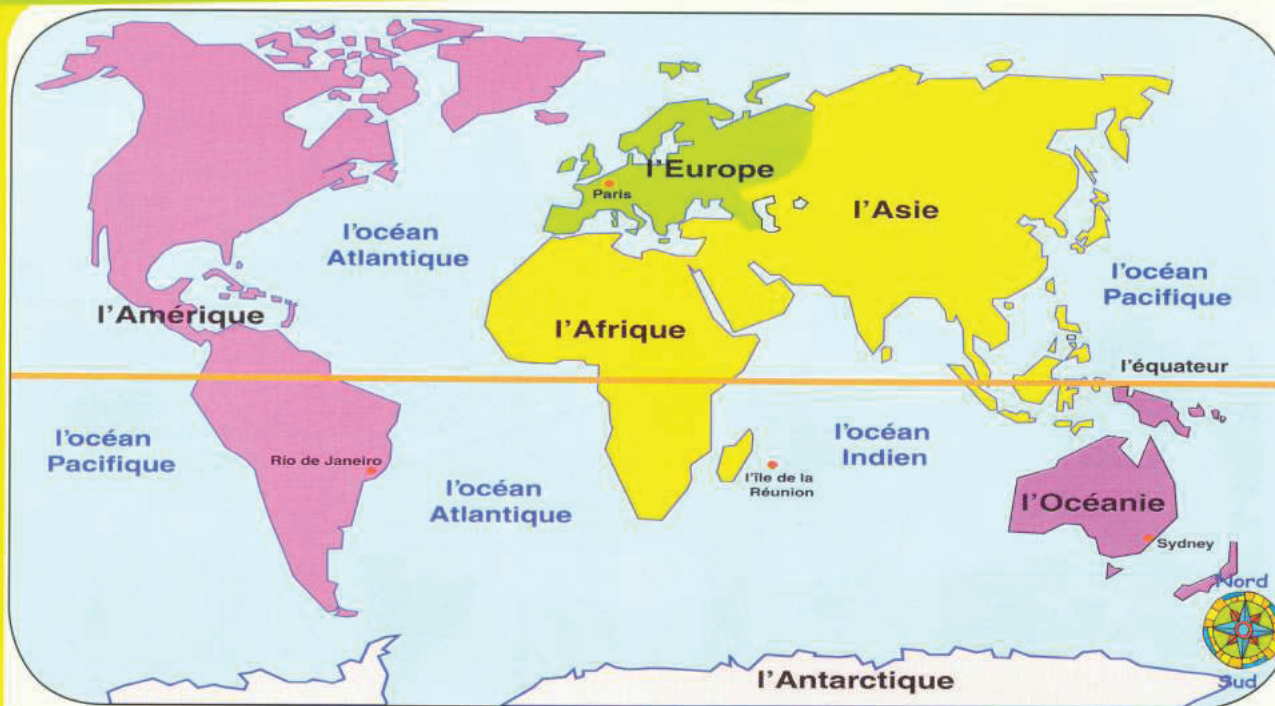 l'Europe
Paris
l'Asie
l'océan
Atlantique
l'océan
Pacifique
l'Amérique
l'Afrique
l'équateur
l'océan
Pacifique
Rio de Janeiro
l'océan
Indien
l'île de la
Réunion
l'océan
Atlantique
l'Océanie
Sydney
Nord
Sud
l'Antarctique